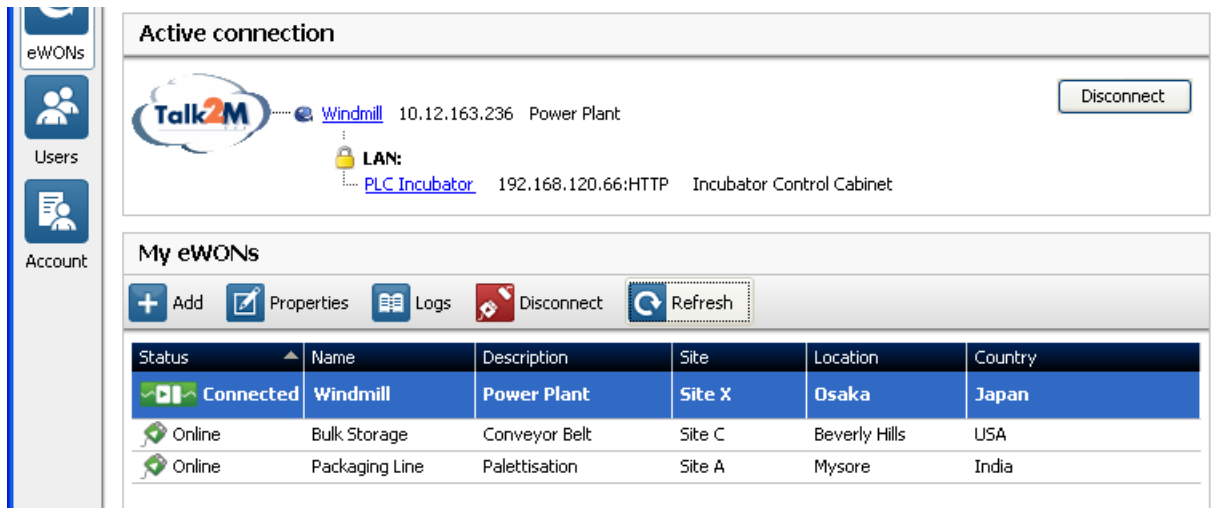 eWONs
Users
Account
Active connection
Talk2M
Windmill 10.12.163.236 Power Plant
Disconnect
LAN:
PLC Incubator 192.168.120.66:HTTP Incubator Control Cabinet
My eWONs
Add Properties Logs Disconnect Refresh
Status Name Description Site Location Country
Connected Windmill Power Plant Site X Osaka Japan
Online Bulk Storage Conveyor Belt Site C Beverly Hills USA
Online Packaging Line Palettisation Site A Mysore India